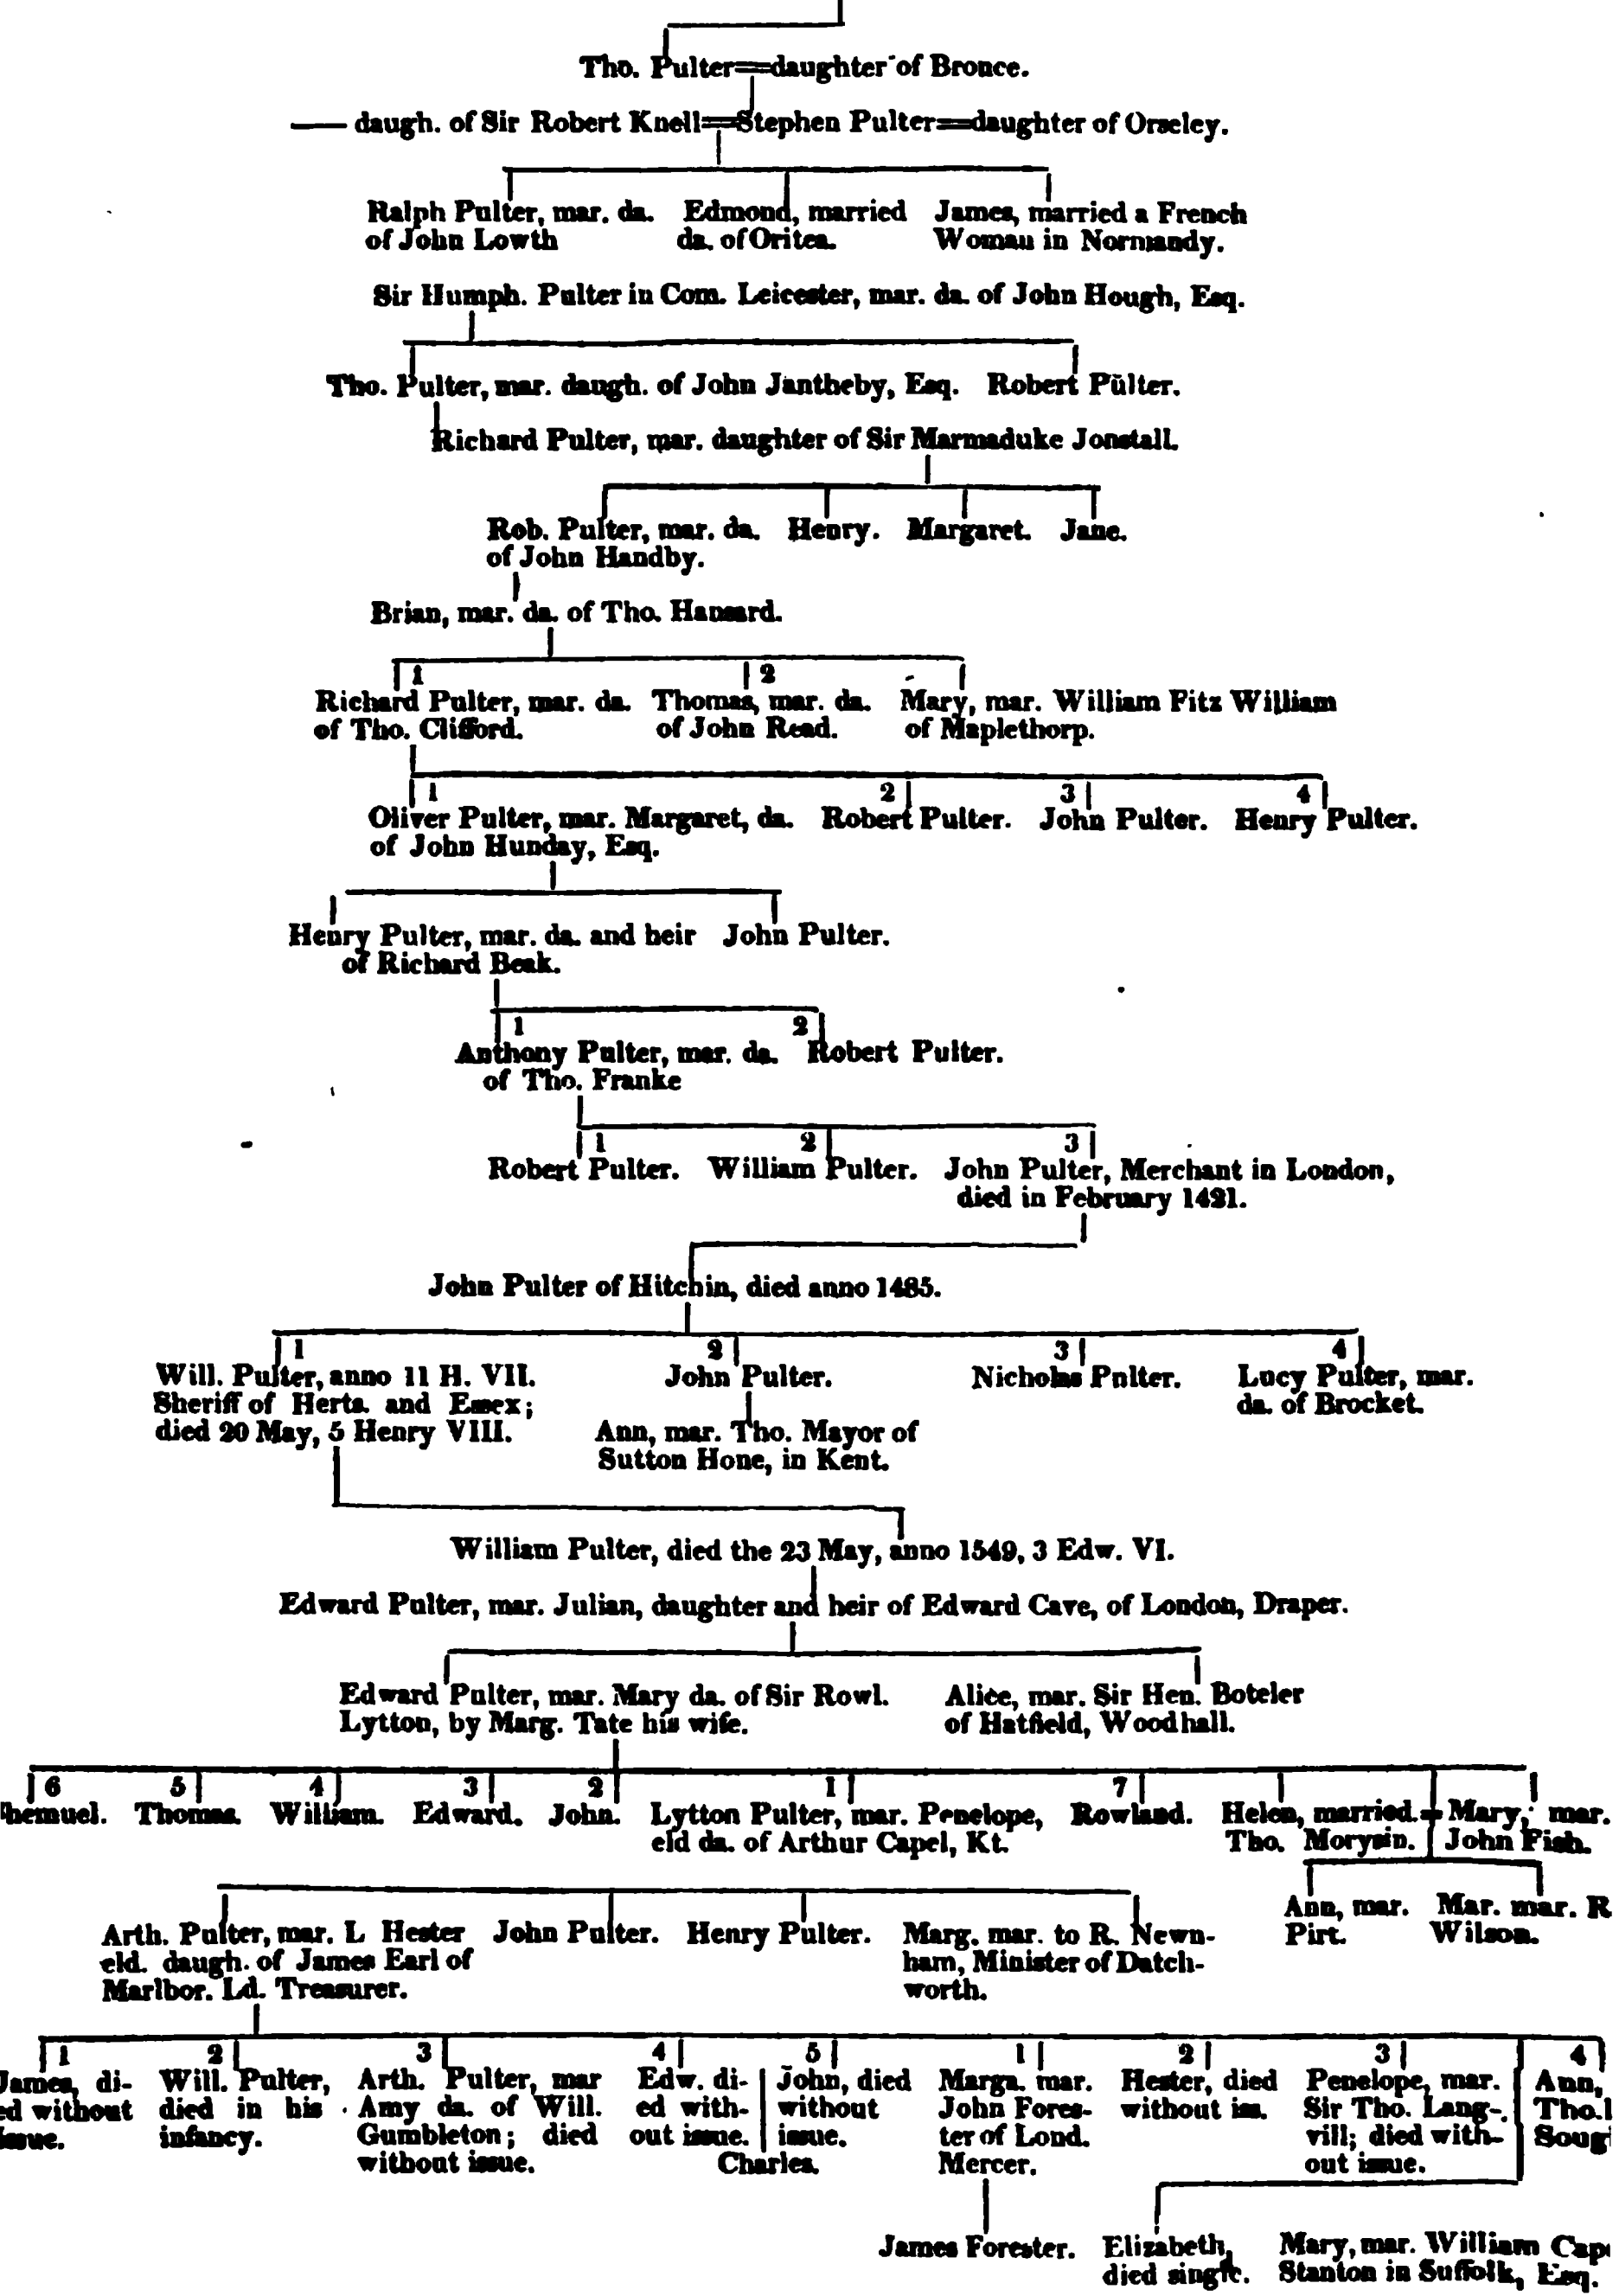 Tho. Pulter══daughter of Bronce.
—— daugh. of Sir Robert Knell══Stephen Pulter══daughter of Orseley.
Ralph Pulter, mar. da. Edmond, married James, married a French
of John Lowth da. of Oritea. Woman in Normandy.
Sir Humph. Pulter in Com. Leicester, mar. da. of John Hough, Esq.
Tho. Pulter, mar. daugh. of John Jantheby, Esq. Robert Pulter.
Richard Pulter, mar. daughter of Sir Marmaduke Jonstall.
Rob. Pulter, mar. da. Henry. Margaret. Jane.
of John Handby.
Brian, mar. da. of Tho. Hansard.
1 2
Richard Pulter, mar. da. Thomas, mar. da. Mary, mar. William Fitz William
of Tho. Clifford. of John Read. of Maplethorp.
1 2 3 4
Oliver Pulter, mar. Margaret, da. Robert Pulter. John Pulter. Henry Pulter.
of John Hunday, Esq.
Henry Pulter, mar. da. and heir John Pulter.
of Richard Beak.
1 2
Anthony Pulter, mar. da. Robert Pulter.
of Tho. Franke
1 2 3
Robert Pulter. William Pulter. John Pulter, Merchant in London,
died in February 1421.
John Pulter of Hitchin, died anno 1485.
1 2 3 4
Will. Pulter, anno 11 H. VII. John Pulter. Nicholas Pulter. Lucy Pulter, mar.
Sheriff of Herts. and Essex; da. of Brocket.
died 20 May, 5 Henry VIII. Ann, mar. Tho. Mayor of
Sutton Hone, in Kent.
William Pulter, died the 23 May, anno 1549, 3 Edw. VI.
Edward Pulter, mar. Julian, daughter and heir of Edward Cave, of London, Draper.
Edward Pulter, mar. Mary da. of Sir Rowl. Alice, mar. Sir Hen. Boteler
Lytton, by Marg. Tate his wife. of Hatfield, Woodhall.
6 5 4 3 2 1 7
hemuel. Thomas. William. Edward. John. Lytton Pulter, mar. Penelope, Rowland. Helen, married Mary, mar.
eld da. of Arthur Capel, Kt. Tho. Morysin. John Fish.
Ann, mar. Mar. mar. R
Arth. Pulter, mar. L Hester John Pulter. Henry Pulter. Marg. mar. to R. Newn- Pirt. Wilson.
eld. daugh. of James Earl of ham, Minister of Datch-
Marlbor. Ld. Treasurer. worth.
1 2 3 4 5 1 2 3 4
James, di- Will. Pulter, Arth. Pulter, mar Edw. di- John, died Marga. mar. Hester, died Penelope, mar. Ann,
ed without died in his Amy da. of Will. ed with- without John Fores- without iss. Sir Tho. Lang- Tho.
issue. infancy. Gumbleton; died out issue. issue. ter of Lond. vill; died with- Soug
without issue. Charles. Mercer. out issue.
James Forester. Elizabeth, Mary, mar. William Cap
died single. Stanton in Suffolk, Esq.